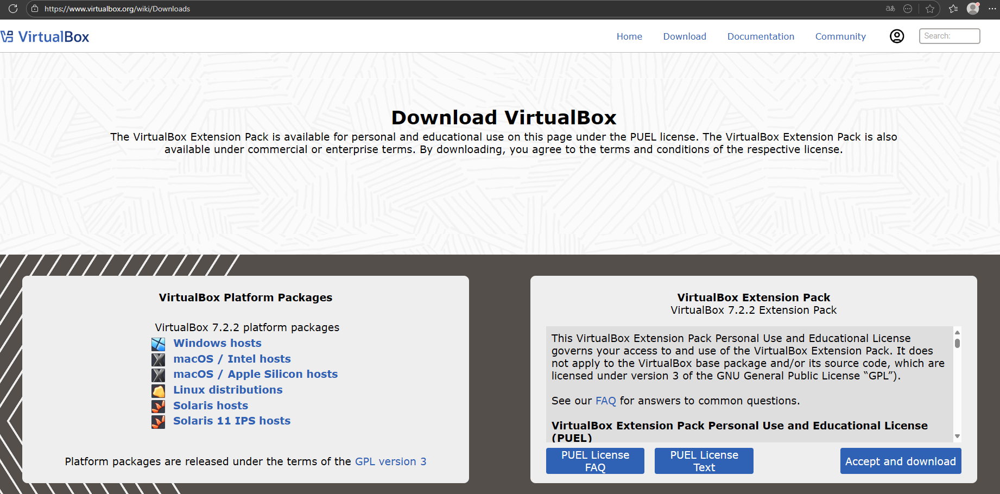 https://www.virtualbox.org/wiki/Downloads
aあ
VirtualBox
Home
Download
Documentation
Community
Search:
Download VirtualBox
The VirtualBox Extension Pack is available for personal and educational use on this page under the PUEL license. The VirtualBox Extension Pack is also
available under commercial or enterprise terms. By downloading, you agree to the terms and conditions of the respective license.
VirtualBox Platform Packages
VirtualBox 7.2.2 platform packages
Windows hosts
macOS / Intel hosts
macOS / Apple Silicon hosts
Linux distributions
Solaris hosts
Solaris 11 IPS hosts
Platform packages are released under the terms of the GPL version 3
VirtualBox Extension Pack
VirtualBox 7.2.2 Extension Pack
This VirtualBox Extension Pack Personal Use and Educational License
governs your access to and use of the VirtualBox Extension Pack. It does
not apply to the VirtualBox base package and/or its source code, which are
licensed under version 3 of the GNU General Public License “GPL”).
See our FAQ for answers to common questions.
VirtualBox Extension Pack Personal Use and Educational License
(PUEL)
PUEL License
FAQ
PUEL License
Text
Accept and download